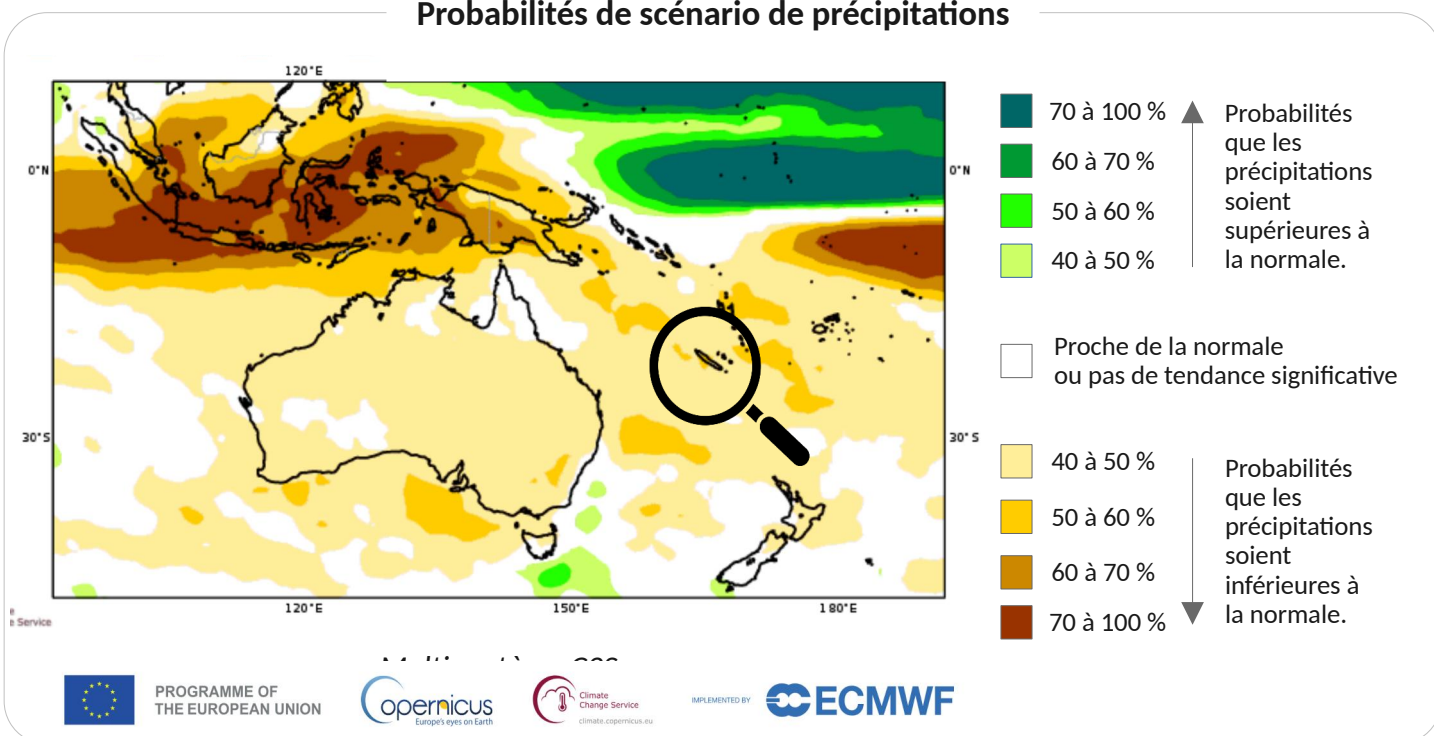 Probabilités de scénario de précipitations
120°E
0°N
0°N
30°S
30°S
120°E
150°E
180°E
Service
70 à 100 %
60 à 70 %
50 à 60 %
40 à 50 %
Probabilités
que les
précipitations
soient
supérieures à
la normale.
Proche de la normale
ou pas de tendance significative
40 à 50 %
50 à 60 %
60 à 70 %
70 à 100 %
Probabilités
que les
précipitations
soient
inférieures à
la normale.
PROGRAMME OF
THE EUROPEAN UNION
opernicus
Europe's eyes on Earth
Climate
Change Service
climate.copernicus.eu
IMPLEMENTED BY
ECMWF